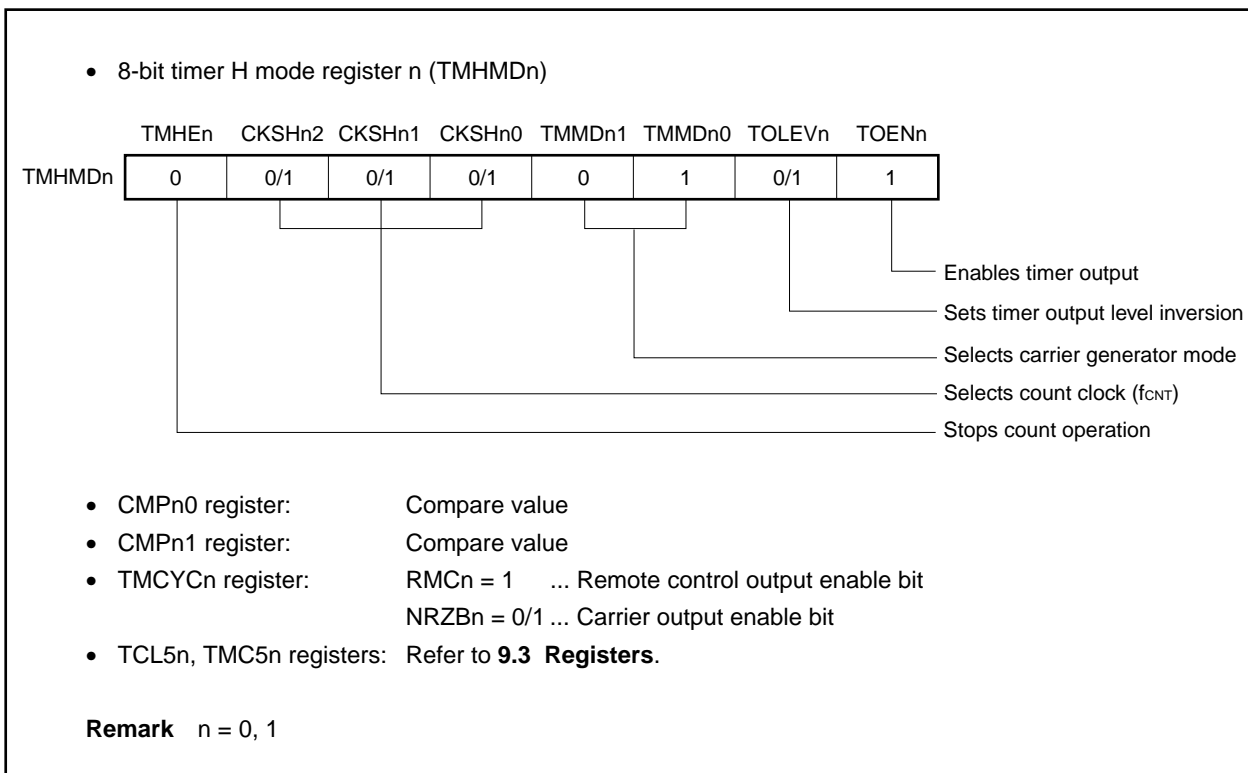 • 8-bit timer H mode register n (TMHMDn)
TMHEn CKSHn2 CKSHn1 CKSHn0 TMMDn1 TMMDn0 TOLEVn TOENn
TMHMDn 0 0/1 0/1 0/1 0 1 0/1 1
Enables timer output
Sets timer output level inversion
Selects carrier generator mode
Selects count clock (fCNT)
Stops count operation
• CMPn0 register: Compare value
• CMPn1 register: Compare value
• TMCYCn register: RMCn = 1 ... Remote control output enable bit
NRZBn = 0/1 ... Carrier output enable bit
• TCL5n, TMC5n registers: Refer to 9.3 Registers.
Remark n = 0, 1